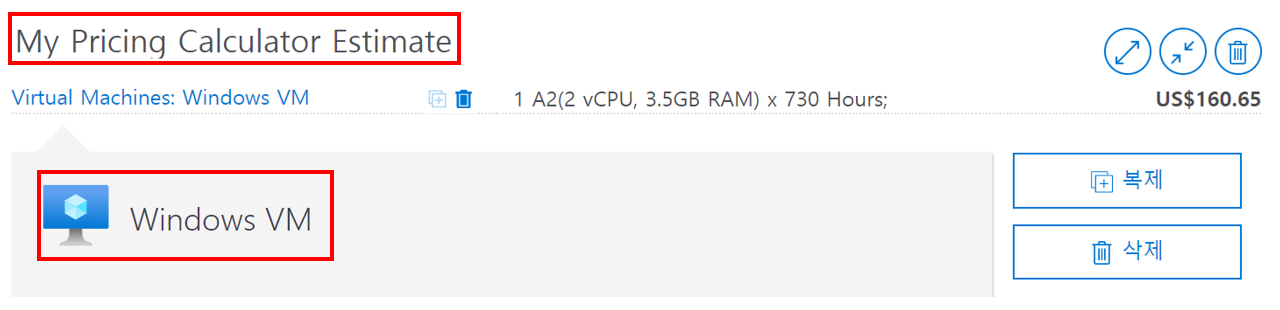 My Pricing Calculator Estimate
Virtual Machines: Windows VM 1 A2(2 vCPU, 3.5GB RAM) x 730 Hours; US$160.65
Windows VM
복제
삭제